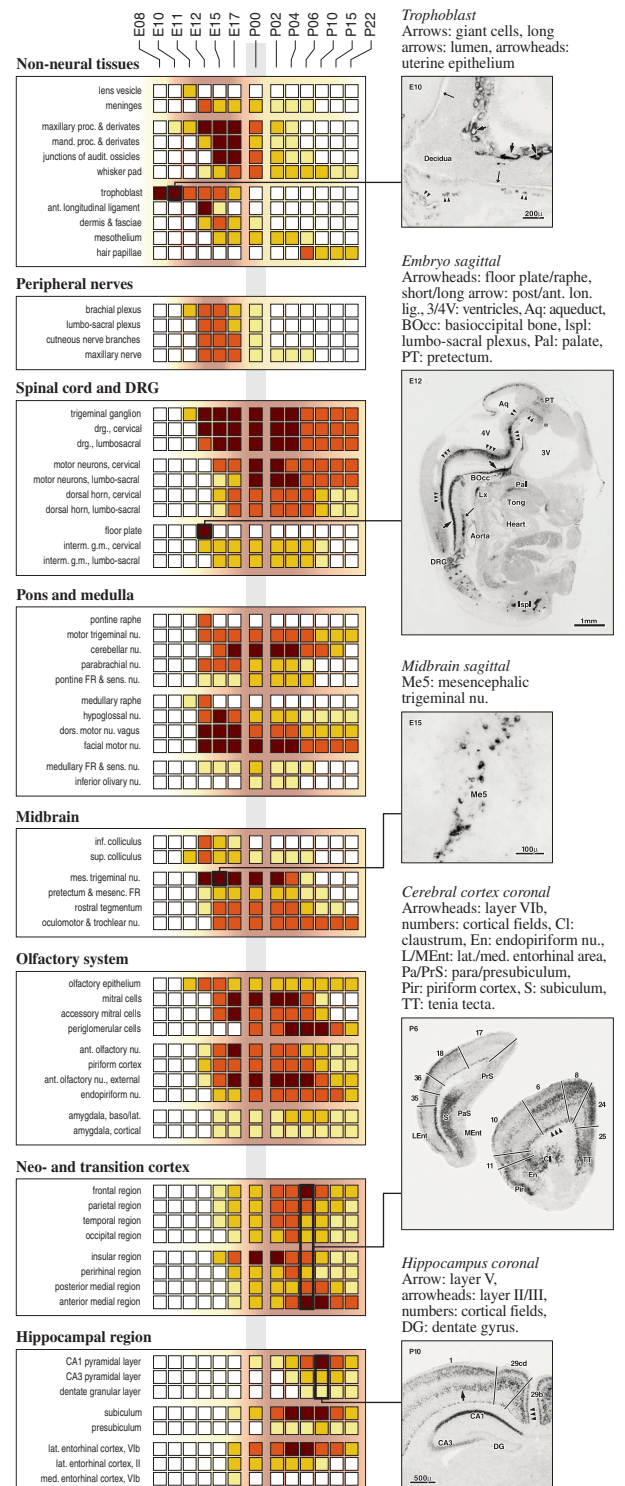 E08
E10
E11
E12
E15
E17
P00
P02
P04
P06
P10
P15
P22
Non-neural tissues
lens vesicle
meninges
maxillary proc. & derivates
mand. proc. & derivates
junctions of audit. ossicles
whisker pad
trophoblast
ant. longitudinal ligament
dermis & fasciae
mesothelium
hair papillae
Peripheral nerves
brachial plexus
lumbo-sacral plexus
cutneous nerve branches
maxillary nerve
Spinal cord and DRG
trigeminal ganglion
drg., cervical
drg., lumbosacral
motor neurons, cervical
motor neurons, lumbo-sacral
dorsal horn, cervical
dorsal horn, lumbo-sacral
floor plate
interm. g.m., cervical
interm. g.m., lumbo-sacral
Pons and medulla
pontine raphe
motor trigeminal nu.
cerebellar nu.
parabrachial nu.
pontine FR & sens. nu.
medullary raphe
hypoglossal nu.
dors. motor nu. vagus
facial motor nu.
medullary FR & sens. nu.
inferior olivary nu.
Midbrain
inf. colliculus
sup. colliculus
mes. trigeminal nu.
pretectum & mesenc. FR
rostral tegmentum
oculomotor & trochlear nu.
Olfactory system
olfactory epithelium
mitral cells
accessory mitral cells
periglomerular cells
ant. olfactory nu.
piriform cortex
ant. olfactory nu., external
endopiriform nu.
amygdala, baso/lat.
amygdala, cortical
Neo- and transition cortex
frontal region
parietal region
temporal region
occipital region
insular region
perirhinal region
posterior medial region
anterior medial region
Hippocampal region
CA1 pyramidal layer
CA3 pyramidal layer
dentate granular layer
subiculum
presubiculum
lat. entorhinal cortex, VIb
lat. entorhinal cortex, II
med. entorhinal cortex, VIb
Trophoblast
Arrows: giant cells, long
arrows: lumen, arrowheads:
uterine epithelium
E10
Decidua
200µ
Embryo sagittal
Arrowheads: floor plate/raphe,
short/long arrow: post/ant. lon.
lig., 3/4V: ventricles, Aq: aqueduct,
BOcc: basioccipital bone, lspl:
lumbo-sacral plexus, Pal: palate,
PT: pretectum.
E12
Aq
PT
4V
3V
BOcc
Pal
Lx
Tong
Aorta
Heart
DRG
lspl
1mm
Midbrain sagittal
Me5: mesencephalic
trigeminal nu.
E15
Me5
100µ
Cerebral cortex coronal
Arrowheads: layer VIb,
numbers: cortical fields, Cl:
claustrum, En: endopiriform nu.,
L/MEnt: lat./med. entorhinal area,
Pa/PrS: para/presubiculum,
Pir: piriform cortex, S: subiculum,
TT: tenia tecta.
P6
17
18
36
35
PrS
S
PaS
LEnt
MEnt
6
8
10
24
25
11
Cl
En
TT
Pir
Hippocampus coronal
Arrow: layer V,
arrowheads: layer II/III,
numbers: cortical fields,
DG: dentate gyrus.
P10
1
29cd
29b
CA1
CA3
DG
500µ